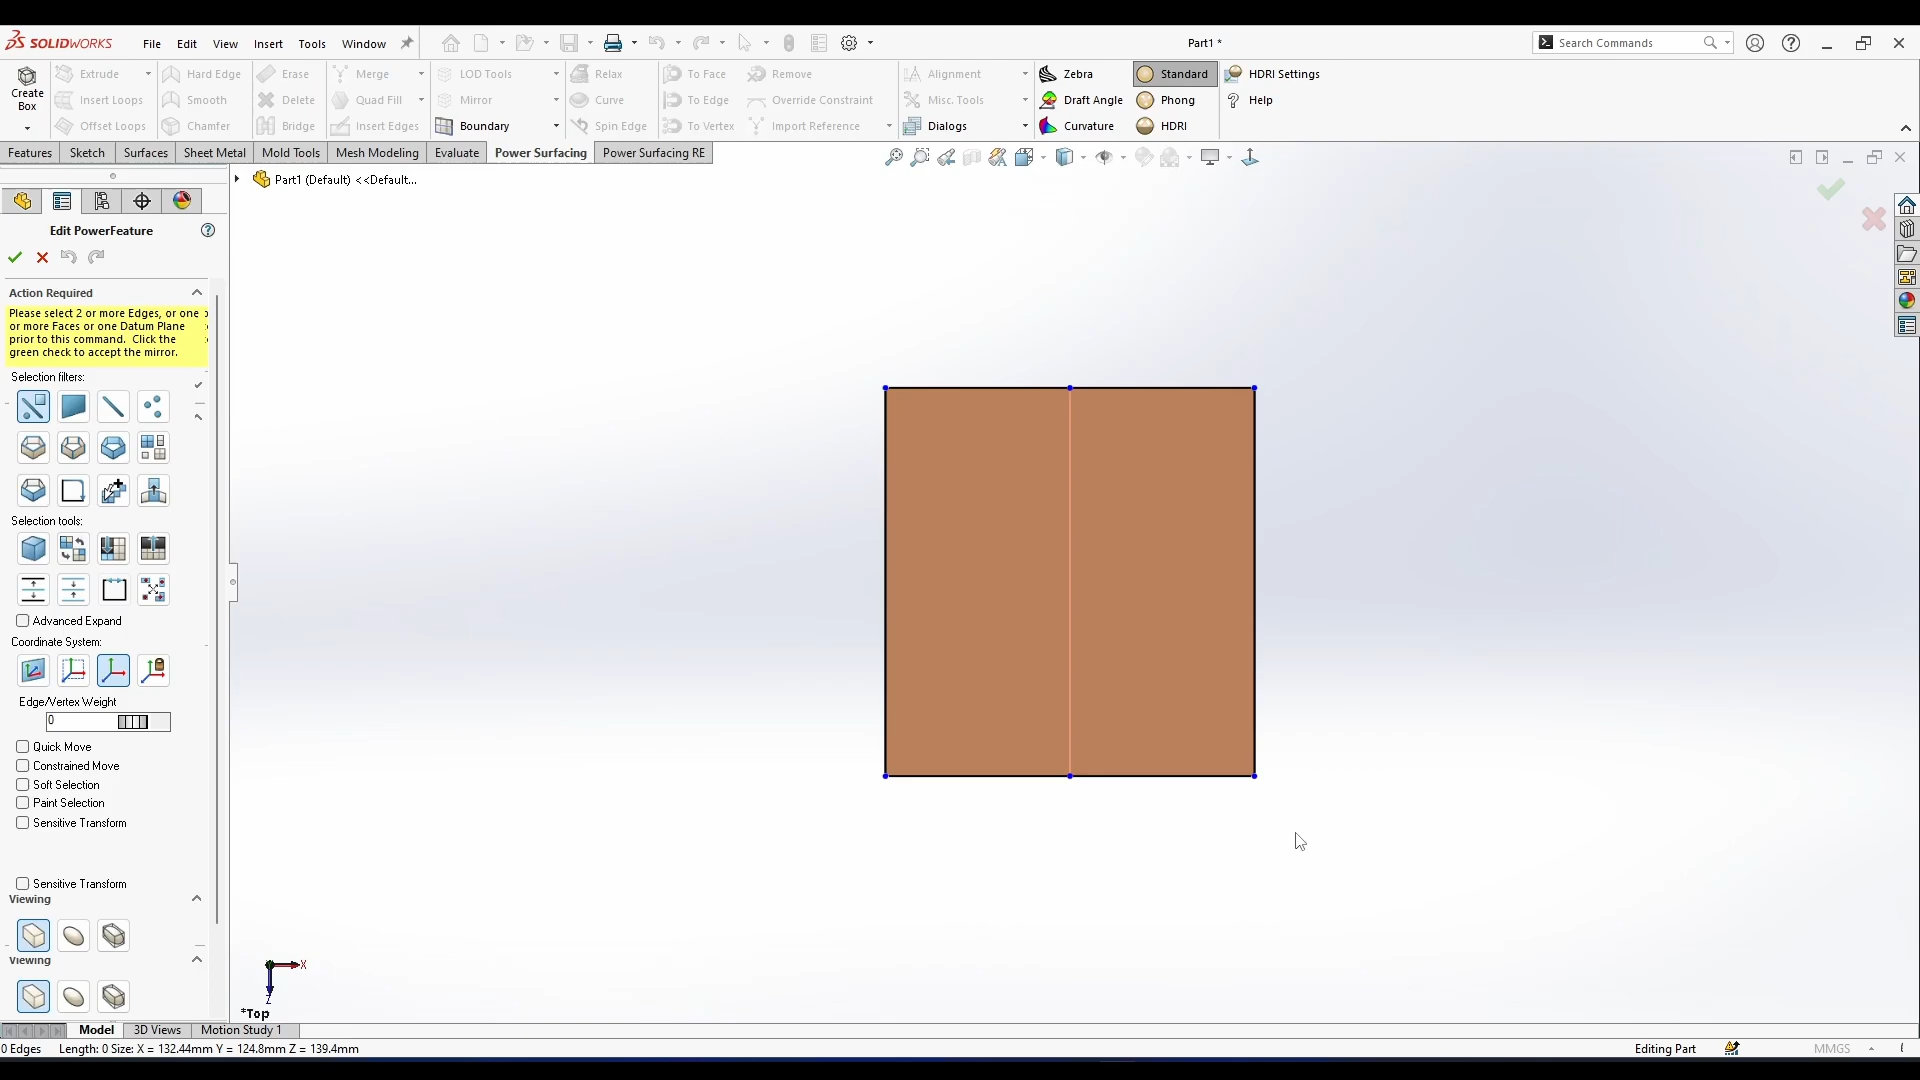 SOLIDWORKS File Edit View Insert Tools Window Part1 * Search Commands
Create Box
Extrude Hard Edge Erase Merge LOD Tools Relax To Face Remove Alignment Zebra Standard HDRI Settings
Insert Loops Smooth Delete Quad Fill Mirror Curve To Edge Override Constraint Misc. Tools Draft Angle Phong Help
Offset Loops Chamfer Bridge Insert Edges Boundary Spin Edge To Vertex Import Reference Dialogs Curvature HDRI
Features Sketch Surfaces Sheet Metal Mold Tools Mesh Modeling Evaluate Power Surfacing Power Surfacing RE
Part1 (Default) <<Default...
Edit PowerFeature
Action Required
Please select 2 or more Edges, or one
or more Faces or one Datum Plane
prior to this command. Click the
green check to accept the mirror.
Selection filters:
Selection tools:
Advanced Expand
Coordinate System:
Edge/Vertex Weight
0
Quick Move
Constrained Move
Soft Selection
Paint Selection
Sensitive Transform
Sensitive Transform
Viewing
Viewing
X
Z
*Top
Model 3D Views Motion Study 1
0 Edges Length: 0 Size: X = 132.44mm Y = 124.8mm Z = 139.4mm Editing Part MMGS